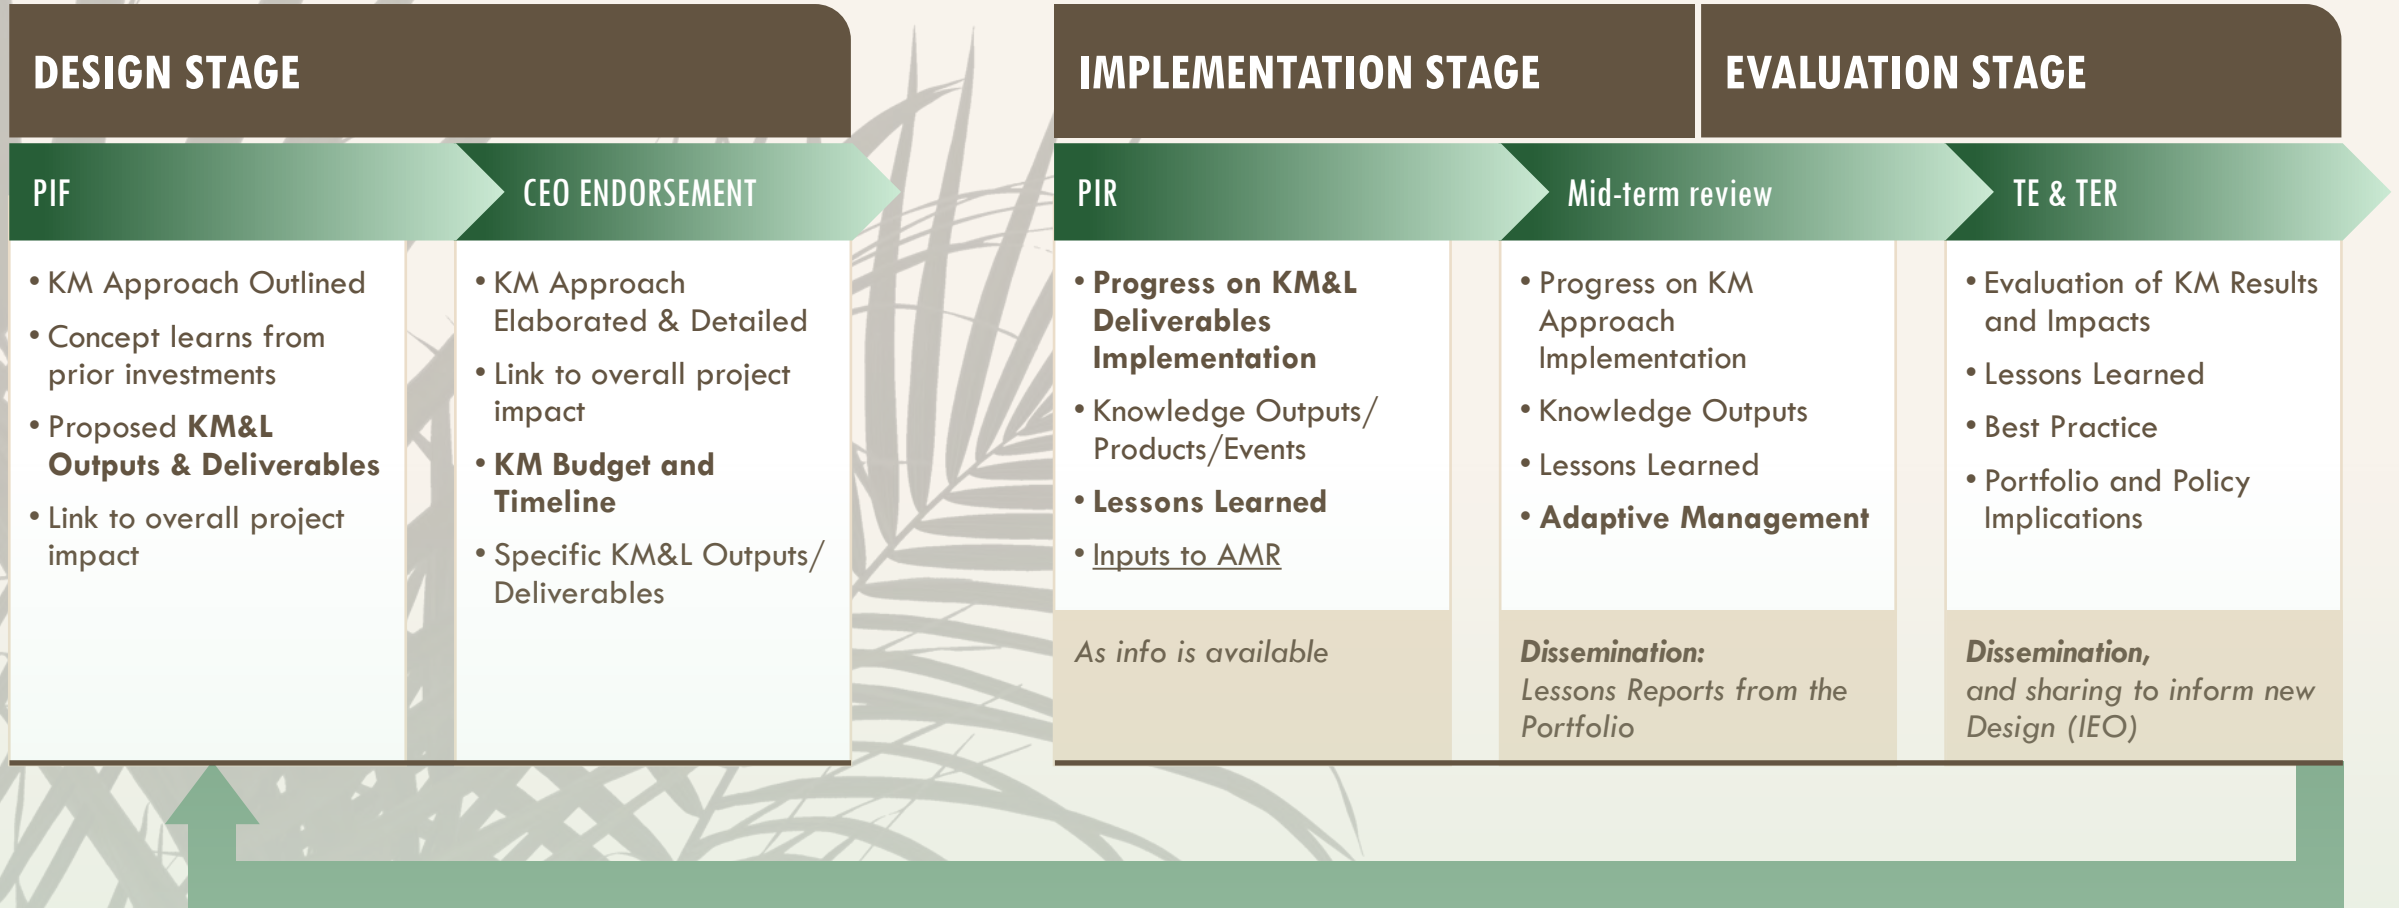 DESIGN STAGE
PIF
• KM Approach Outlined
• Concept learns from
prior investments
• Proposed KM&L
Outputs & Deliverables
• Link to overall project
impact
CEO ENDORSEMENT
• KM Approach
Elaborated & Detailed
• Link to overall project
impact
• KM Budget and
Timeline
• Specific KM&L Outputs/
Deliverables
IMPLEMENTATION STAGE
EVALUATION STAGE
PIR
• Progress on KM&L
Deliverables
Implementation
• Knowledge Outputs/
Products/Events
• Lessons Learned
• Inputs to AMR
As info is available
Mid-term review
• Progress on KM
Approach
Implementation
• Knowledge Outputs
• Lessons Learned
• Adaptive Management
Dissemination:
Lessons Reports from the
Portfolio
TE & TER
• Evaluation of KM Results
and Impacts
• Lessons Learned
• Best Practice
• Portfolio and Policy
Implications
Dissemination,
and sharing to inform new
Design (IEO)